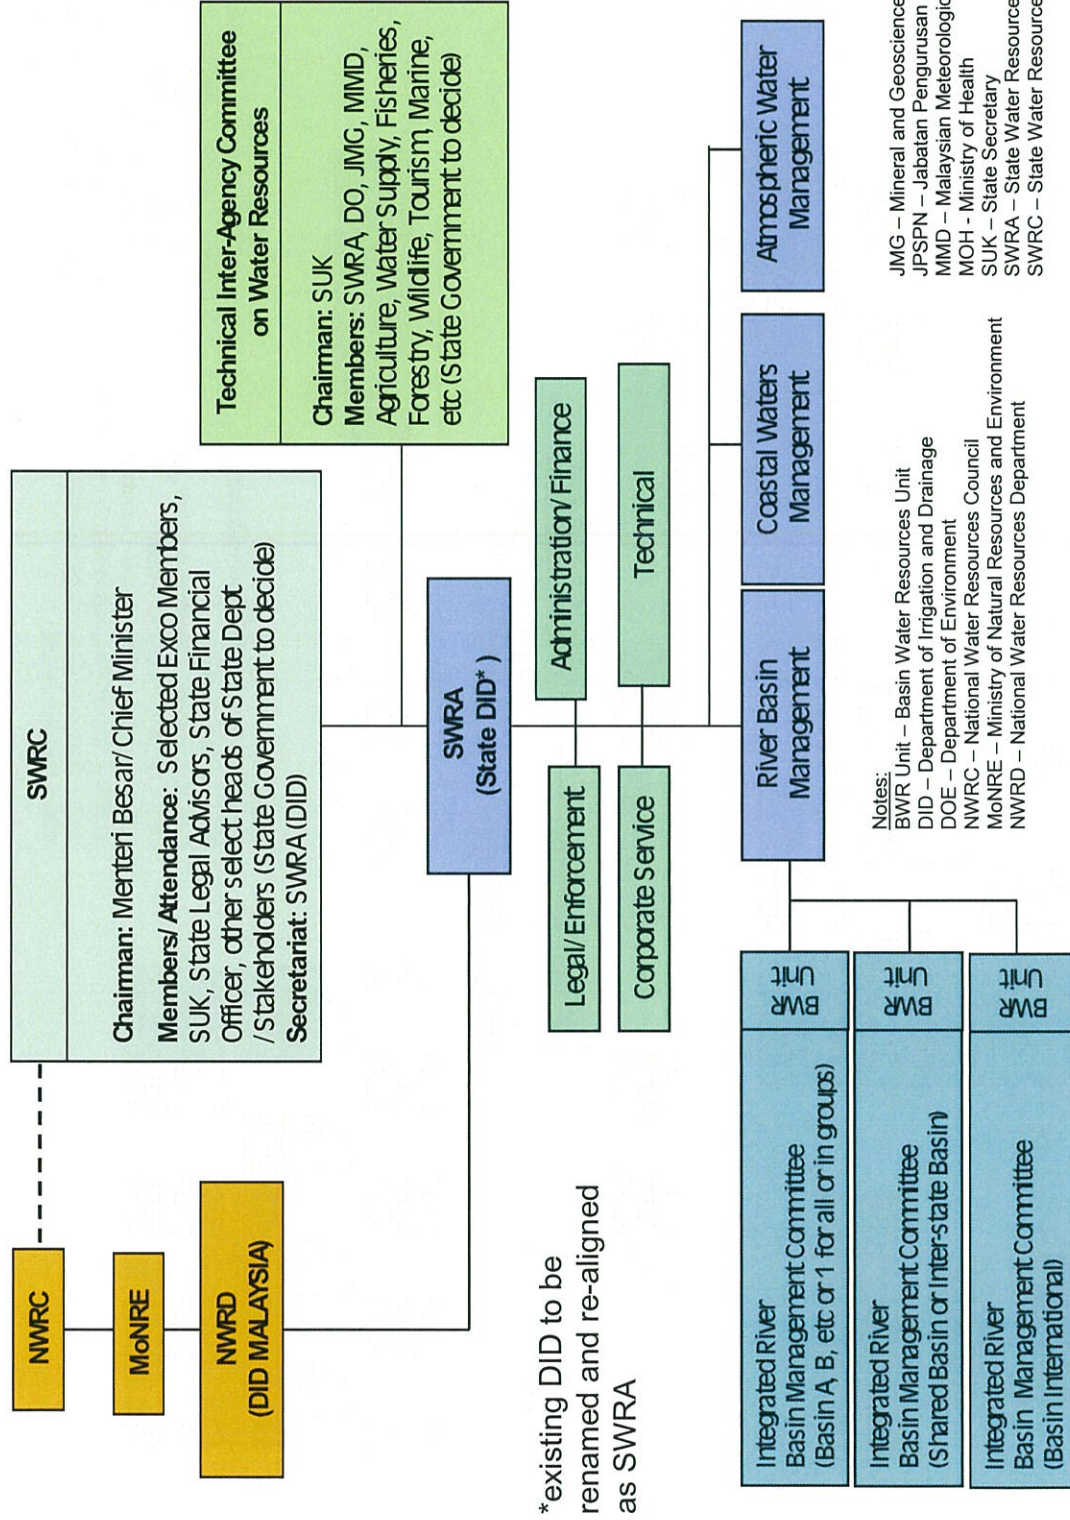 SWRC
Chairman: Menteri Besar/ Chief Minister
Members/ Attendance: Selected Exco Members,
SUK, State Legal Advisors, State Financial
Officer, other select heads of State Dept
/ Stakeholders (State Government to decide)
Secretariat: SWRA (DID)
NWRC
MoNRE
NWRD
(DID MALAYSIA)
Technical Inter-Agency Committee
on Water Resources
Chairman: SUK
Members: SWRA, DO, JMG, MMD,
Agriculture, Water Supply, Fisheries,
Forestry, Wildlife, Tourism, Marine,
etc (State Government to decide)
SWRA
(State DID*)
*existing DID to be
renamed and re-aligned
as SWRA
Legal/ Enforcement
Administration/ Finance
Corporate Service
Technical
River Basin
Management
Coastal Waters
Management
Atmospheric Water
Management
Integrated River
Basin Management Committee
(Basin A, B, etc or 1 for all or in groups)
BWR
Unit
Integrated River
Basin Management Committee
(Shared Basin or Inter-state Basin)
BWR
Unit
Integrated River
Basin Management Committee
(Basin International)
BWR
Unit
Notes:
BWR Unit – Basin Water Resources Unit
DID – Department of Irrigation and Drainage
DOE – Department of Environment
NWRC – National Water Resources Council
MoNRE – Ministry of Natural Resources and Environment
NWRD – National Water Resources Department
JMG – Mineral and Geoscience
JPSPN – Jabatan Pengurusan
MMD – Malaysian Meteorologic
MOH - Ministry of Health
SUK – State Secretary
SWRA – State Water Resource
SWRC – State Water Resource